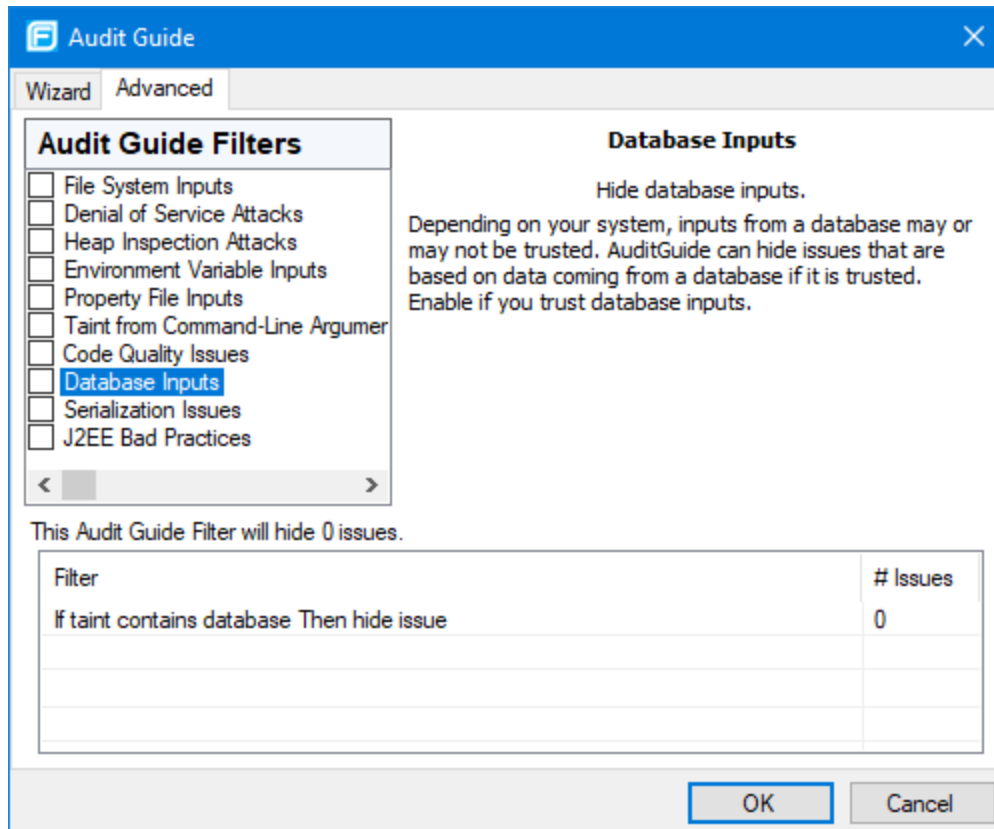 Audit Guide
Wizard
Advanced
Audit Guide Filters
File System Inputs
Denial of Service Attacks
Heap Inspection Attacks
Environment Variable Inputs
Property File Inputs
Taint from Command-Line Argumer
Code Quality Issues
Database Inputs
Serialization Issues
J2EE Bad Practices
Database Inputs
Hide database inputs.
Depending on your system, inputs from a database may or
may not be trusted. AuditGuide can hide issues that are
based on data coming from a database if it is trusted.
Enable if you trust database inputs.
This Audit Guide Filter will hide 0 issues.
Filter # Issues
If taint contains database Then hide issue 0
OK Cancel